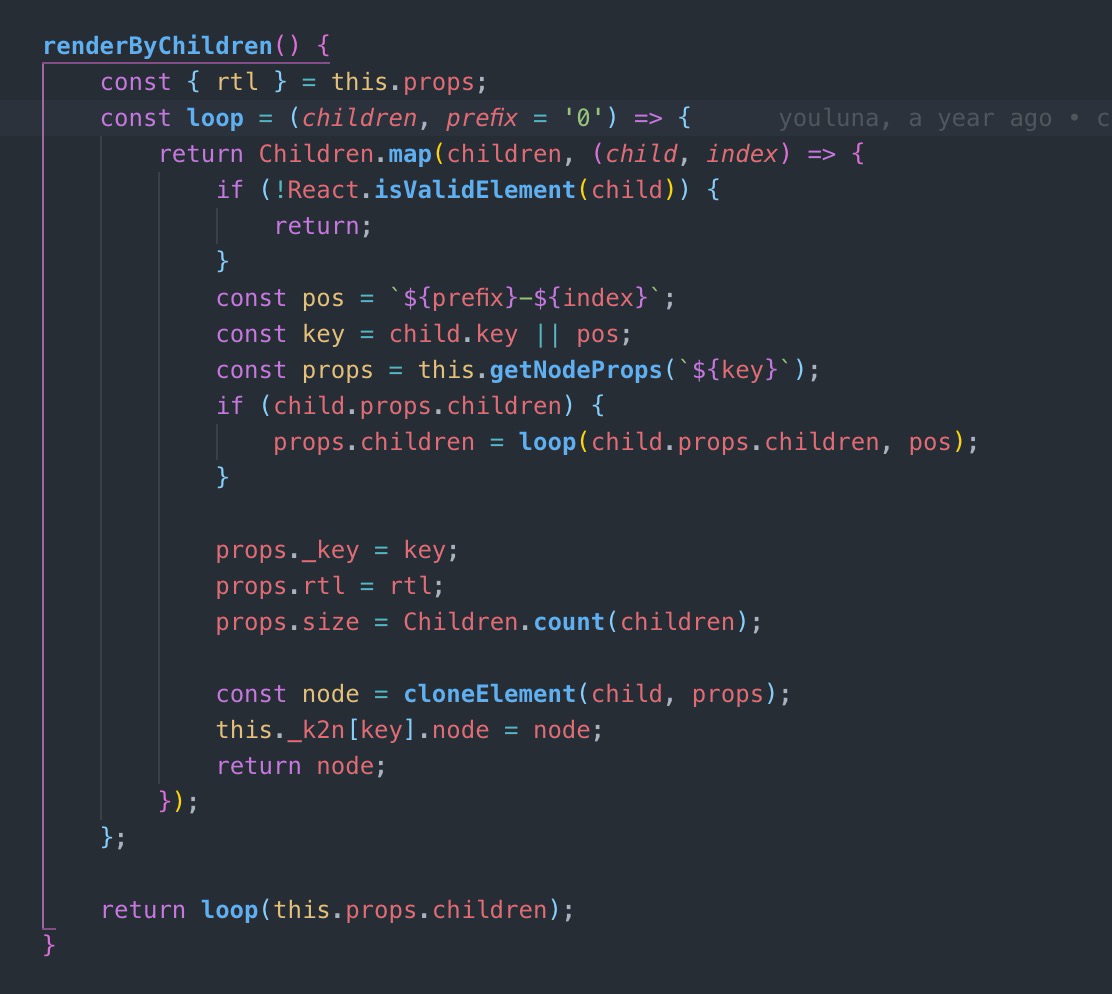 renderByChildren() {
    const { rtl } = this.props;
    const loop = (children, prefix = '0') => {      youluna, a year ago •
        return Children.map(children, (child, index) => {
            if (!React.isValidElement(child)) {
                return;
            }
            const pos = `${prefix}-${index}`;
            const key = child.key || pos;
            const props = this.getNodeProps(`${key}`);
            if (child.props.children) {
                props.children = loop(child.props.children, pos);
            }

            props._key = key;
            props.rtl = rtl;
            props.size = Children.count(children);

            const node = cloneElement(child, props);
            this._k2n[key].node = node;
            return node;
        });
    };

    return loop(this.props.children);
}